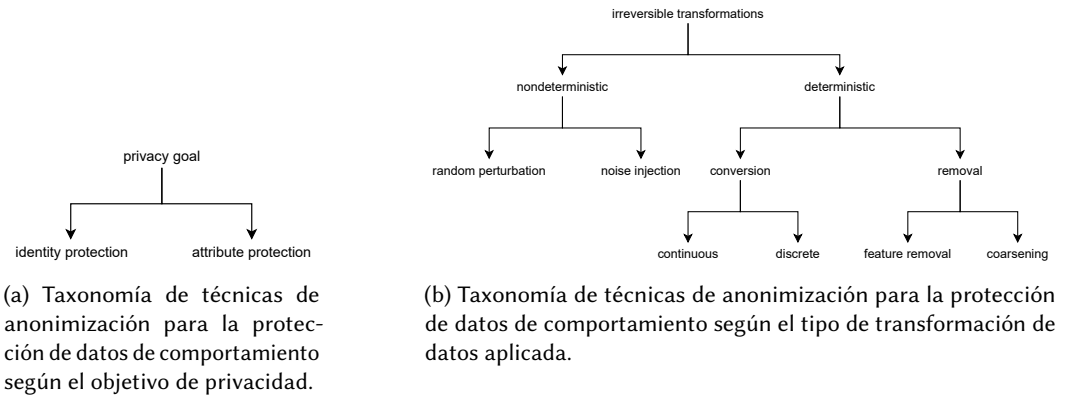 privacy goal
identity protection
attribute protection
(a) Taxonomía de técnicas de
anonimización para la protec-
ción de datos de comportamiento
según el objetivo de privacidad.
irreversible transformations
nondeterministic
deterministic
random perturbation
noise injection
conversion
removal
continuous
discrete
feature removal
coarsening
(b) Taxonomía de técnicas de anonimización para la protección
de datos de comportamiento según el tipo de transformación de
datos aplicada.